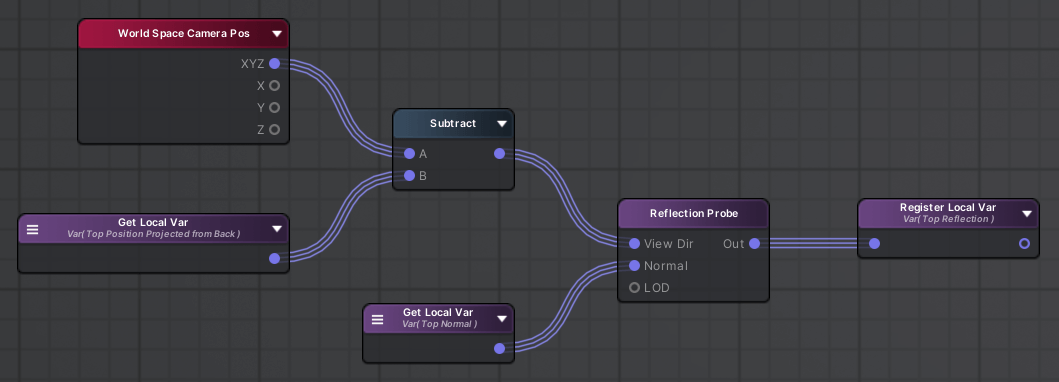 World Space Camera Pos
XYZ
X
Y
Z
Subtract
A
B
Get Local Var
Var( Top Position Projected from Back )
Reflection Probe
View Dir Out
Normal
LOD
Register Local Var
Var( Top Reflection )
Get Local Var
Var( Top Normal )